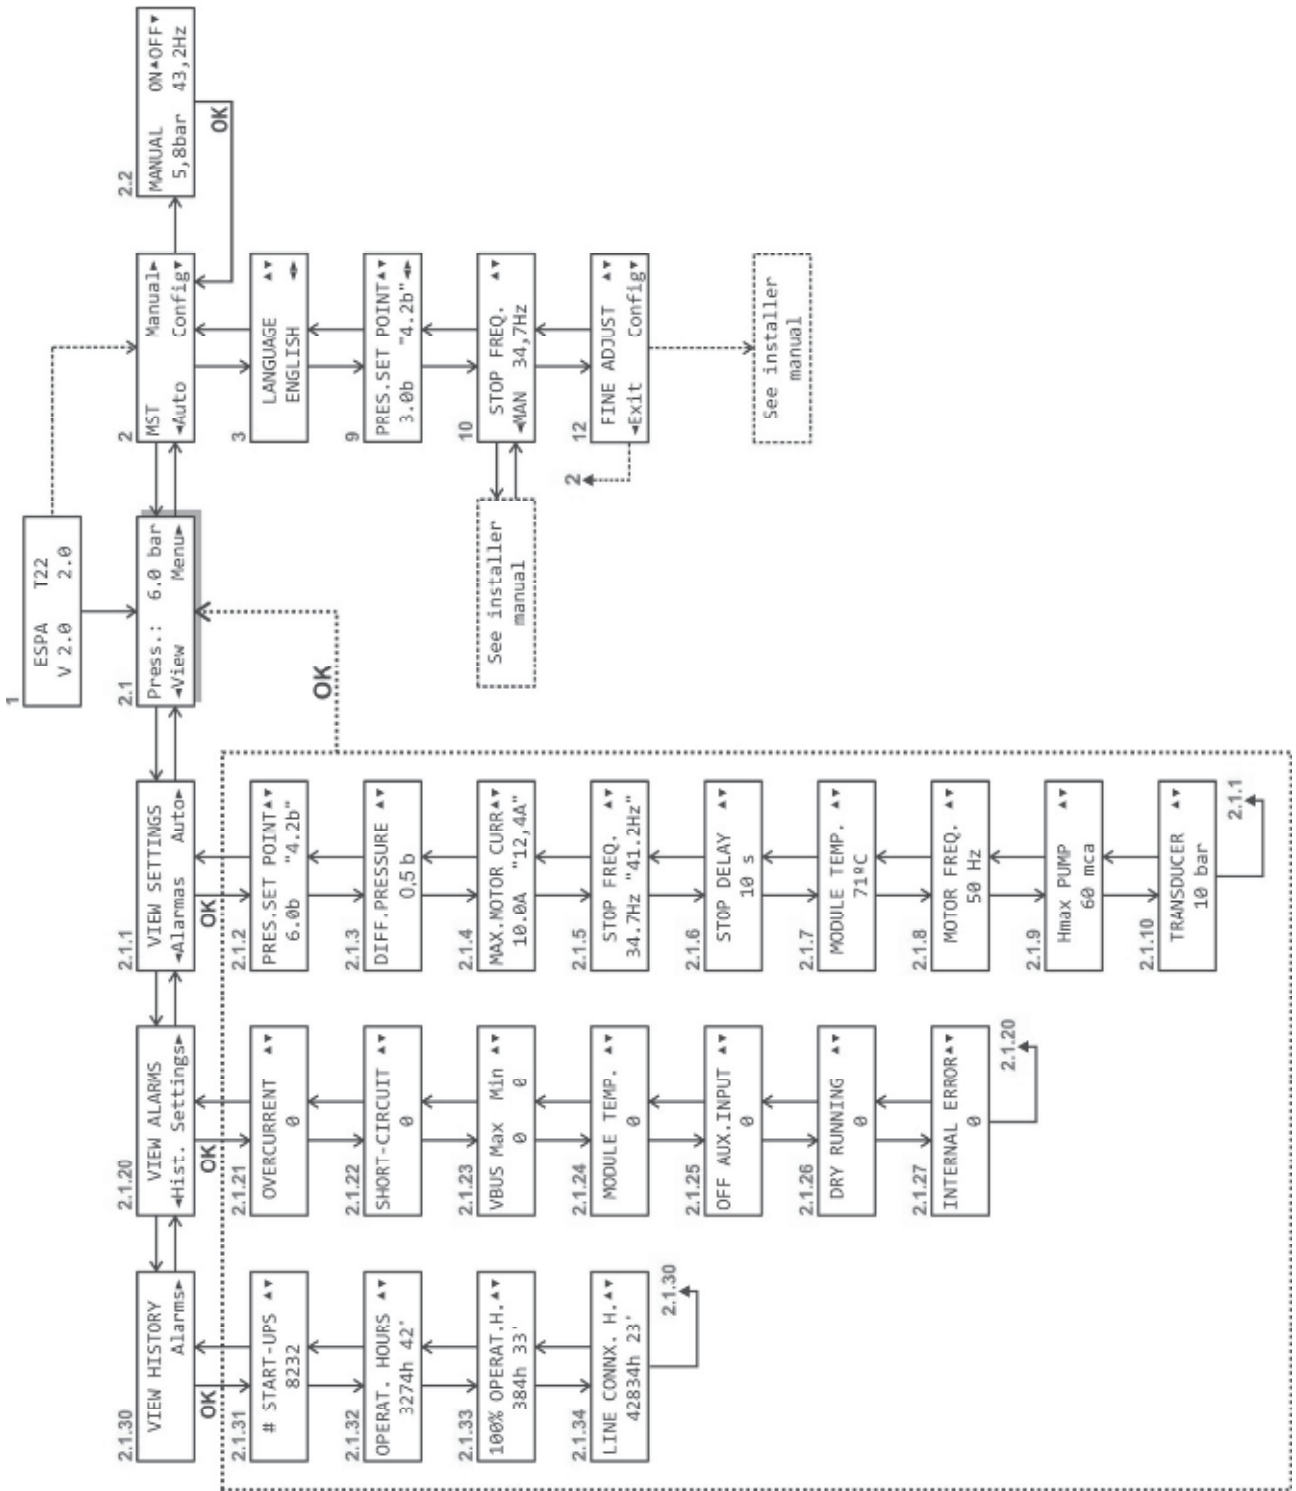 1
ESPA T22
V 2.0 2.0
2.1.30
VIEW HISTORY
Alarms►
2.1.20
VIEW ALARMS
◄Hist. Settings►
2.1.1
VIEW SETTINGS
◄Alarmas Auto►
2.1
Press.: 6.0 bar
◄View Menu►
2
MST Manual►
◄Auto Config▼
2.2
MANUAL ON▲OFF▼
5,8bar 43,2Hz
OK
OK
OK
OK
OK
2.1.31
# START-UPS ▲▼
8232
2.1.32
OPERAT. HOURS ▲▼
3274h 42'
2.1.33
100% OPERAT.H.▲▼
384h 33'
2.1.34
LINE CONNX. H.▲▼
42834h 23'
2.1.30
2.1.21
OVERCURRENT ▲▼
0
2.1.22
SHORT-CIRCUIT ▲▼
0
2.1.23
VBUS Max Min ▲▼
0 0
2.1.24
MODULE TEMP. ▲▼
0
2.1.25
OFF AUX.INPUT ▲▼
0
2.1.26
DRY RUNNING ▲▼
0
2.1.27
INTERNAL ERROR▲▼
0
2.1.20
2.1.2
PRES.SET POINT▲▼
6.0b "4.2b"
2.1.3
DIFF.PRESSURE ▲▼
0,5 b
2.1.4
MAX.MOTOR CURR▲▼
10.0A "12,4A"
2.1.5
STOP FREQ. ▲▼
34.7Hz "41.2Hz"
2.1.6
STOP DELAY ▲▼
10 s
2.1.7
MODULE TEMP. ▲▼
71ºC
2.1.8
MOTOR FREQ. ▲▼
50 Hz
2.1.9
Hmax PUMP ▲▼
60 mca
2.1.10
TRANSDUCER ▲▼
10 bar
2.1.1
3
LANGUAGE ▲▼
ENGLISH ◄►
9
PRES.SET POINT▲▼
3.0b "4.2b"◄►
10
STOP FREQ. ▲▼
◄MAN 34,7Hz
See installer
manual
12
FINE ADJUST ▲▼
◄Exit Config▼
2
See installer
manual